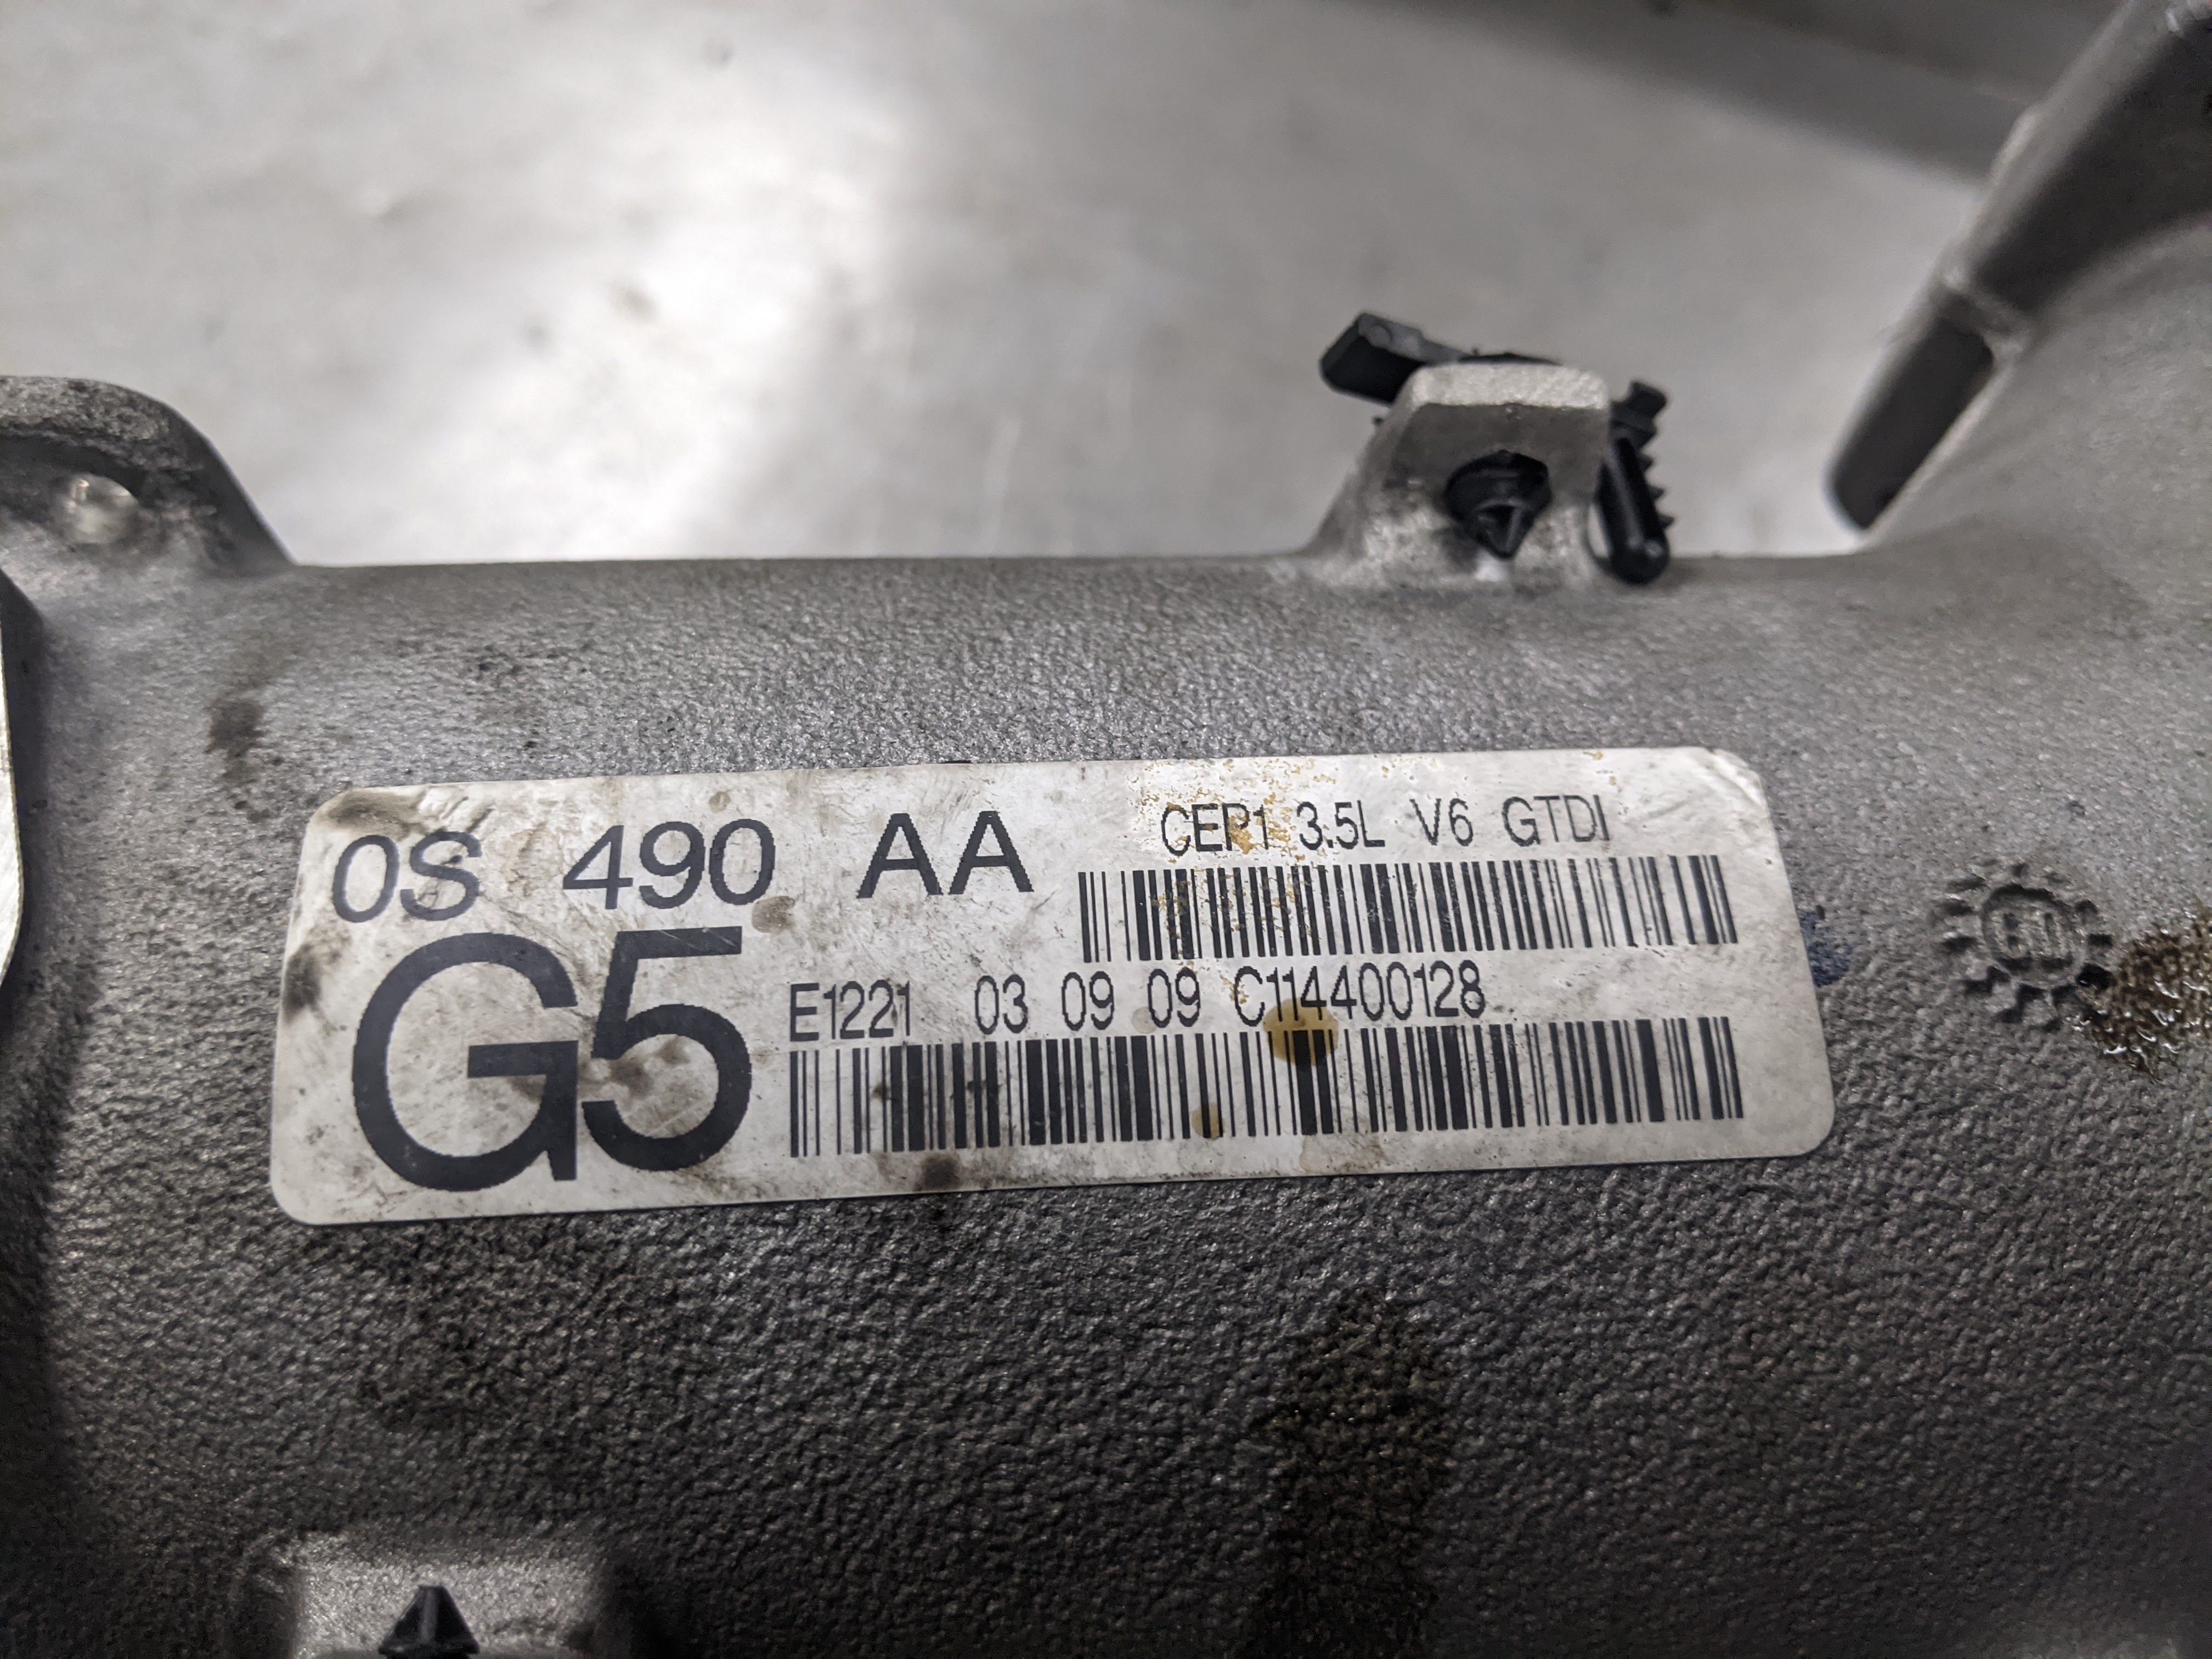 0S 490 AA
CEP1 3.5L V6 GTDI
G5
E1221 03 09 09 C114400128